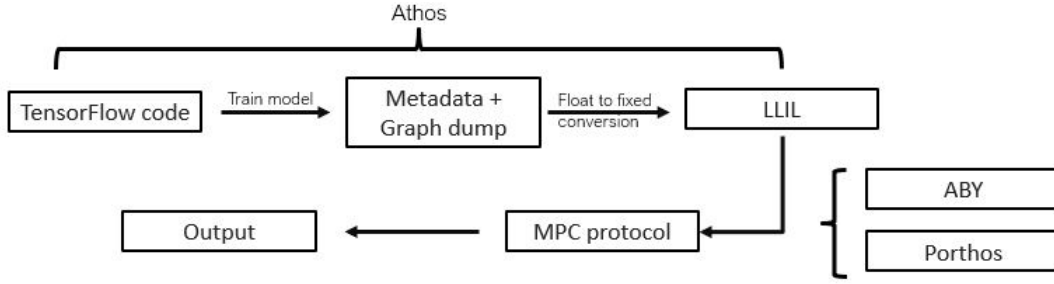 Athos
TensorFlow code
Train model
Metadata +
Graph dump
Float to fixed
conversion
LLIL
ABY
Output
MPC protocol
Porthos